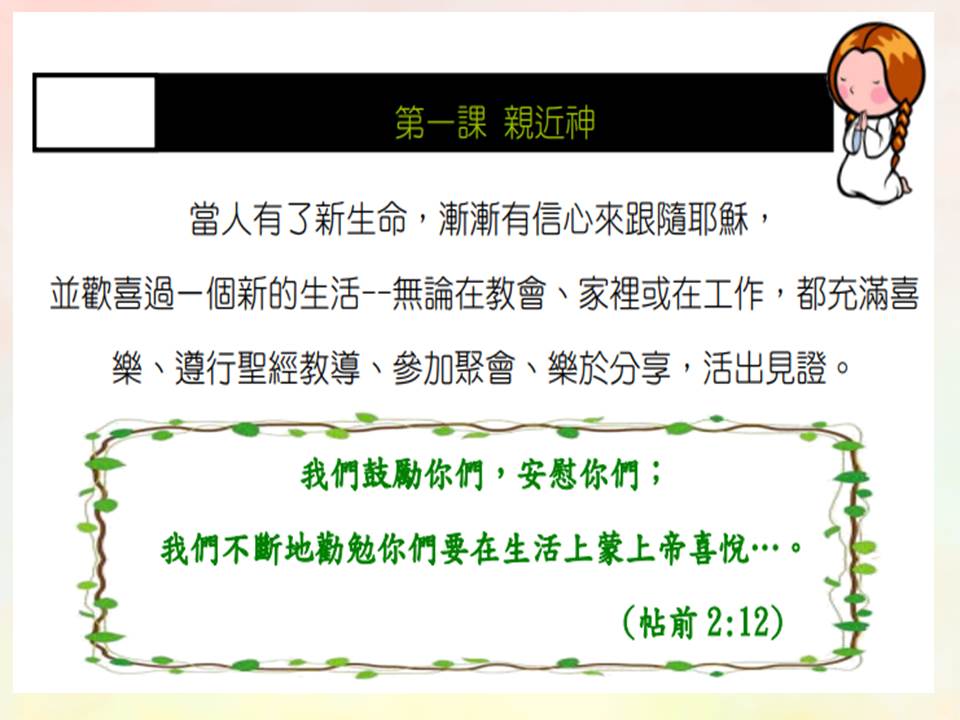 第一課 親近神
當人有了新生命，漸漸有信心來跟隨耶穌，
並歡喜過一個新的生活--無論在教會、家裡或在工作，都充滿喜
樂、遵行聖經教導、參加聚會、樂於分享，活出見證。
我們鼓勵你們，安慰你們；
我們不斷地勸勉你們要在生活上蒙上帝喜悅…。
(帖前 2:12)